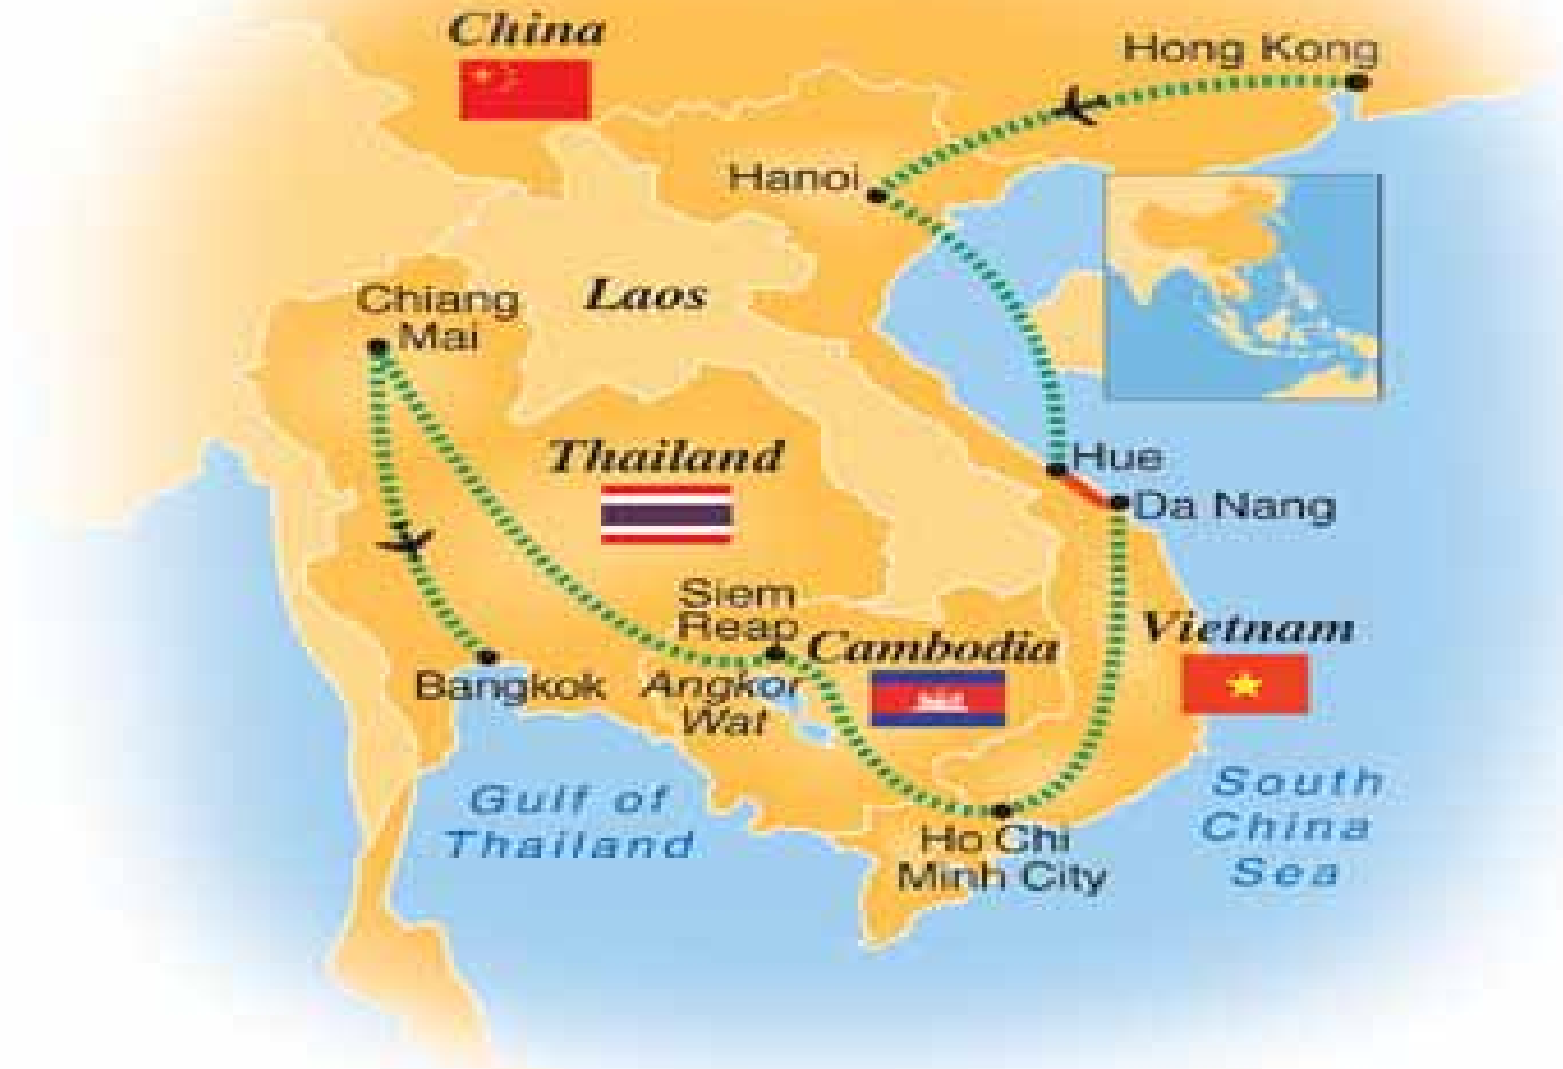 China
Hong Kong
Hanoi
Chiang
Mai
Laos
Thailand
Hue
Da Nang
Siem
Reap
Cambodia
Vietnam
Bangkok
Angkor
Wat
Gulf of
Thailand
South
China
Sea
Ho Chi
Minh City